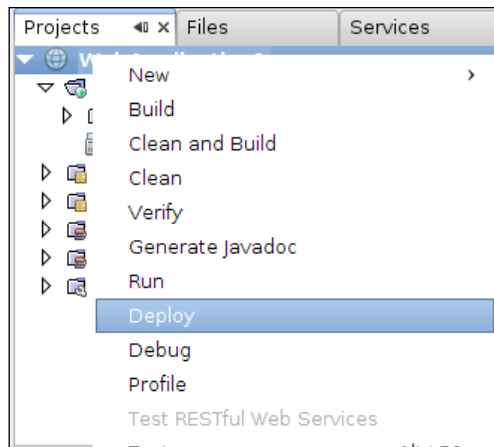 Projects
Files
Services
New
Build
Clean and Build
Clean
Verify
Generate Javadoc
Run
Deploy
Debug
Profile
Test RESTful Web Services